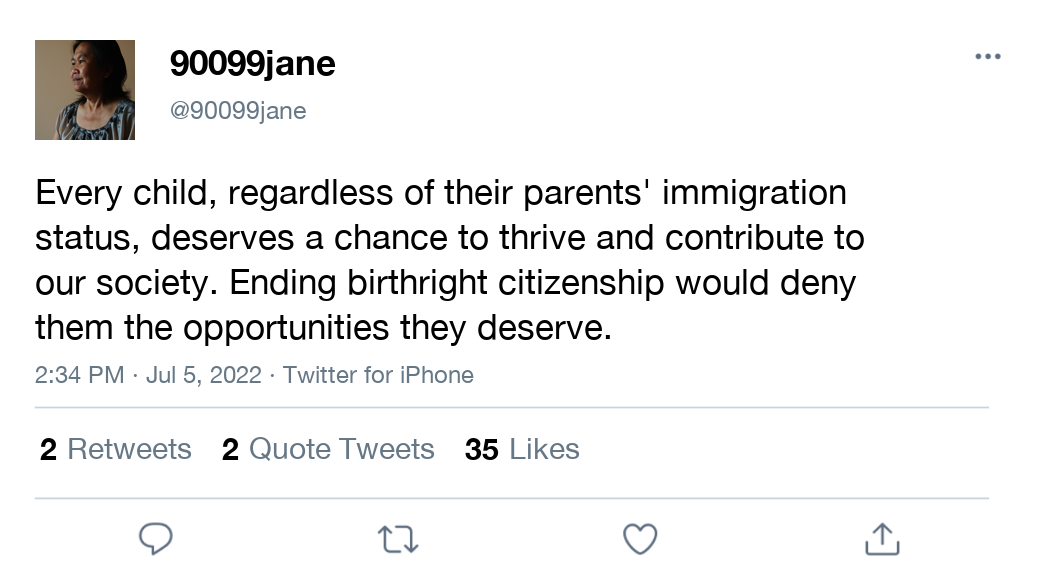 90099jane
@90099jane
Every child, regardless of their parents' immigration
status, deserves a chance to thrive and contribute to
our society. Ending birthright citizenship would deny
them the opportunities they deserve.
2:34 PM · Jul 5, 2022 · Twitter for iPhone
2 Retweets 2 Quote Tweets 35 Likes